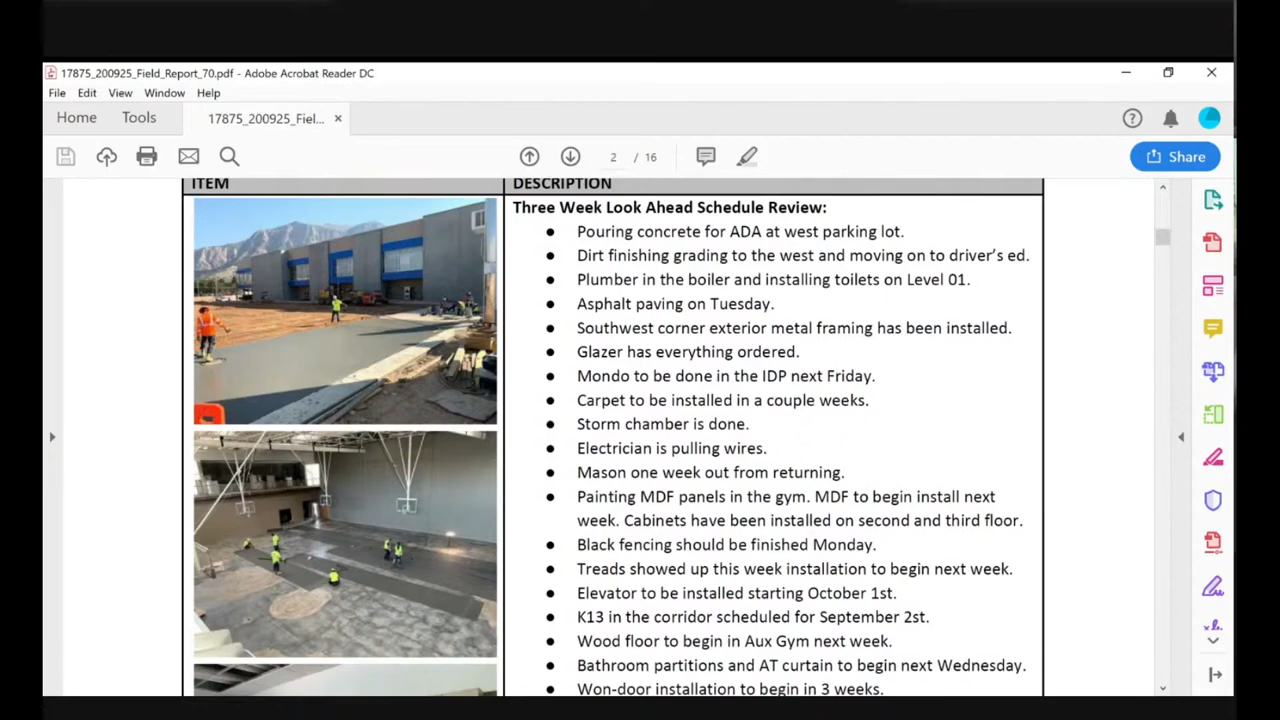 17875_200925_Field_Report_70.pdf - Adobe Acrobat Reader DC
File Edit View Window Help
Home Tools 17875_200925_Fiel... ×
2 / 16 Share
ITEM DESCRIPTION
Three Week Look Ahead Schedule Review:
● Pouring concrete for ADA at west parking lot.
● Dirt finishing grading to the west and moving on to driver's ed.
● Plumber in the boiler and installing toilets on Level 01.
● Asphalt paving on Tuesday.
● Southwest corner exterior metal framing has been installed.
● Glazer has everything ordered.
● Mondo to be done in the IDP next Friday.
● Carpet to be installed in a couple weeks.
● Storm chamber is done.
● Electrician is pulling wires.
● Mason one week out from returning.
● Painting MDF panels in the gym. MDF to begin install next
week. Cabinets have been installed on second and third floor.
● Black fencing should be finished Monday.
● Treads showed up this week installation to begin next week.
● Elevator to be installed starting October 1st.
● K13 in the corridor scheduled for September 2st.
● Wood floor to begin in Aux Gym next week.
● Bathroom partitions and AT curtain to begin next Wednesday.
● Won-door installation to begin in 3 weeks.